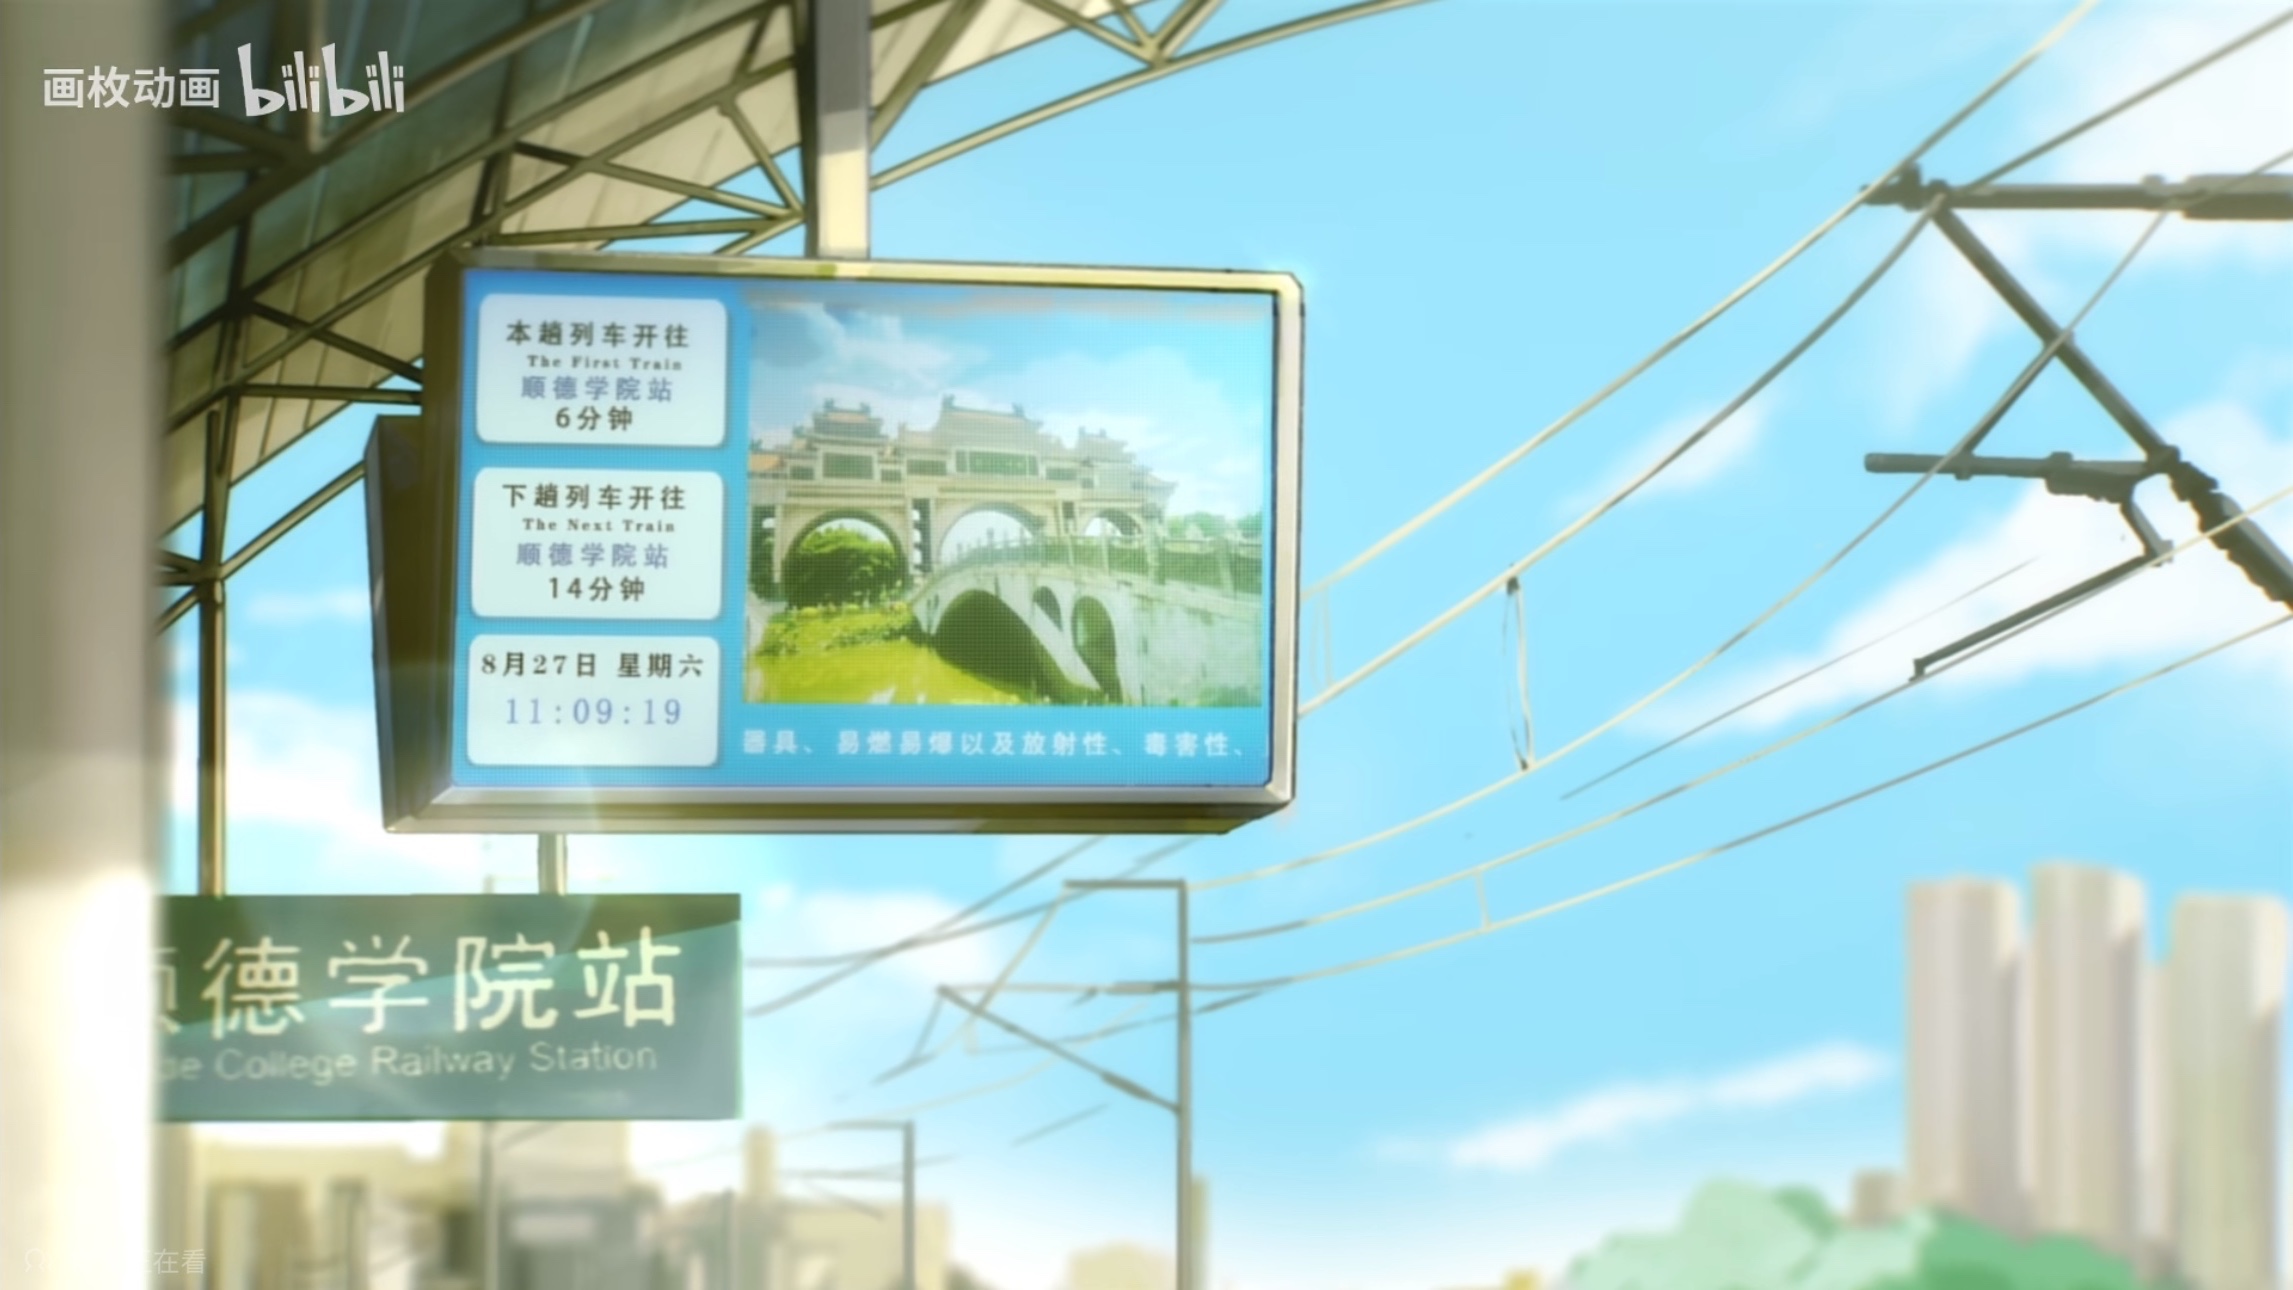 画枚动画 bilibili
本趟列车开往
The First Train
顺德学院站
6分钟
下趟列车开往
The Next Train
顺德学院站
14分钟
8月27日 星期六
11:09:19
器具、易燃易爆以及放射性、毒害性、
德学院站
de College Railway Station
在看